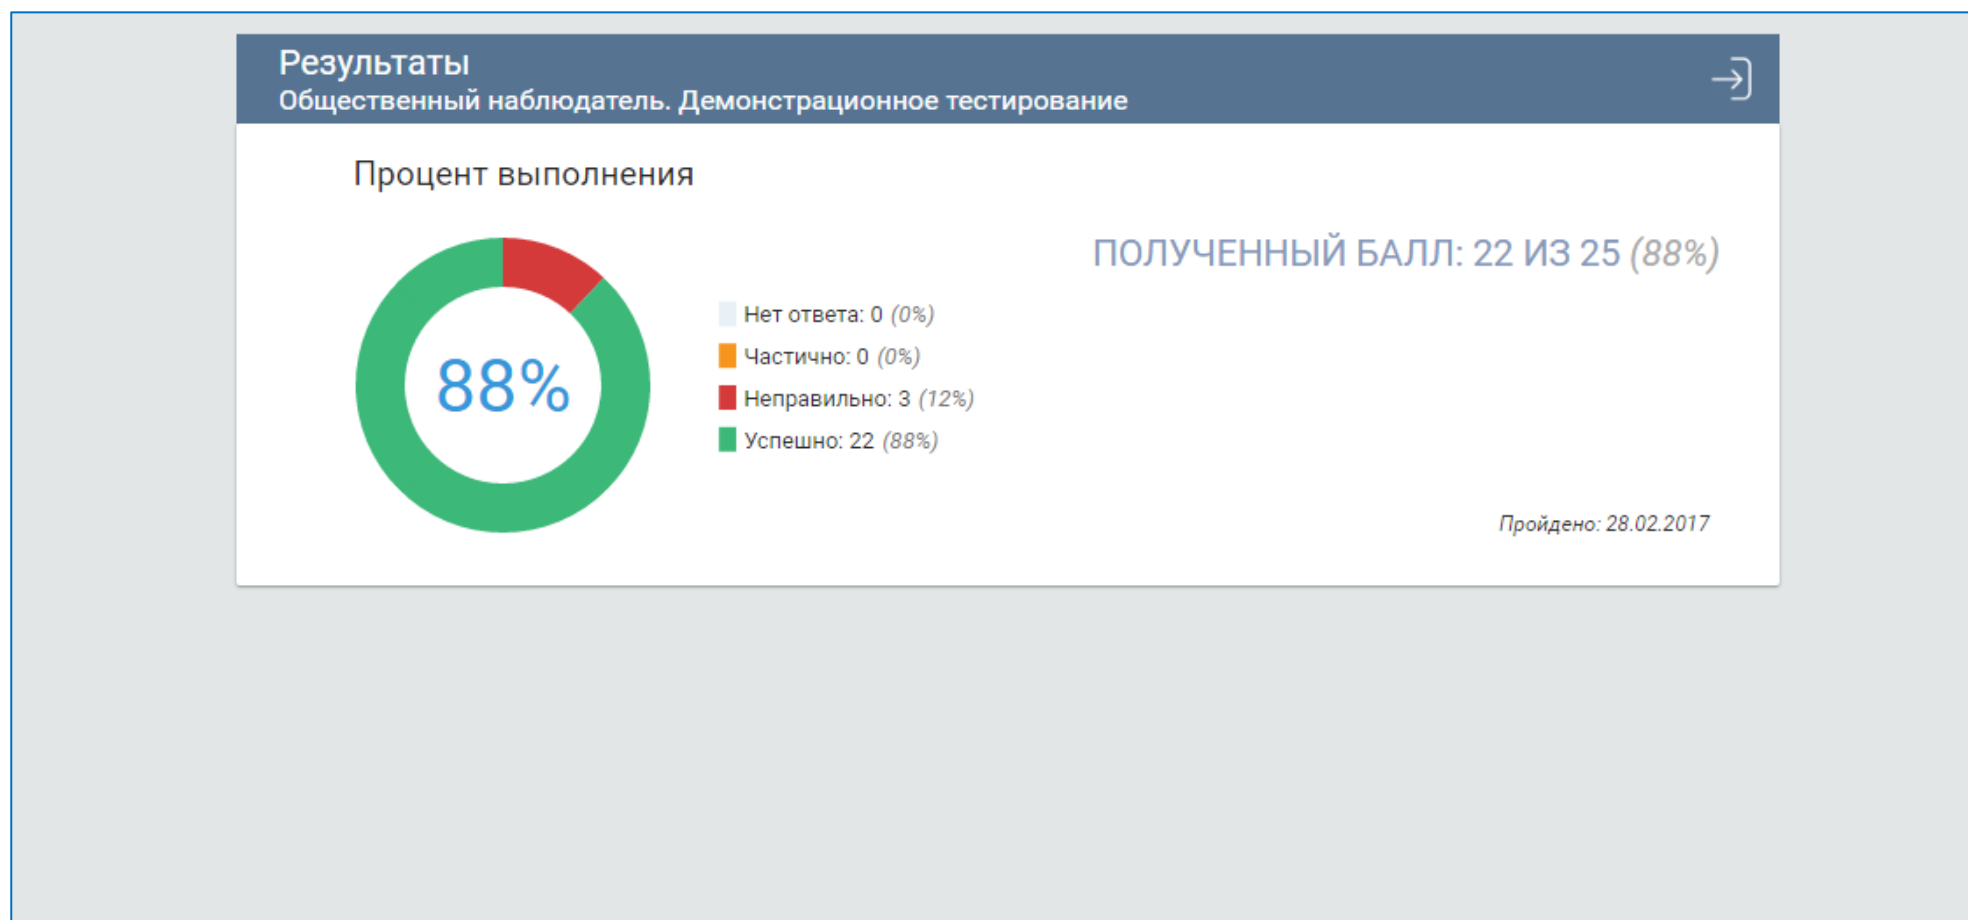 Результаты
Общественный наблюдатель. Демонстрационное тестирование
Процент выполнения
ПОЛУЧЕННЫЙ БАЛЛ: 22 ИЗ 25 (88%)
88%
Нет ответа: 0 (0%)
Частично: 0 (0%)
Неправильно: 3 (12%)
Успешно: 22 (88%)
Пройдено: 28.02.2017